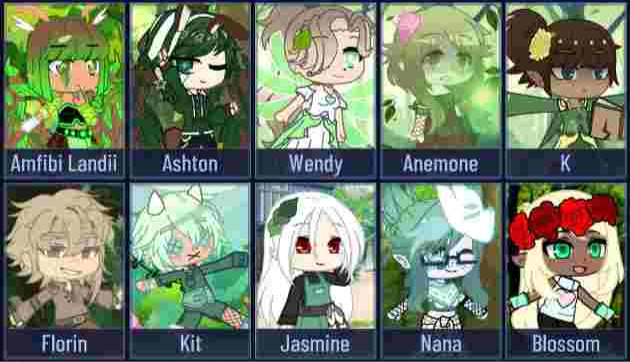 Amfibi Landii
Ashton
Wendy
Anemone
K
Florin
Kit
Jasmine
Nana
Blossom